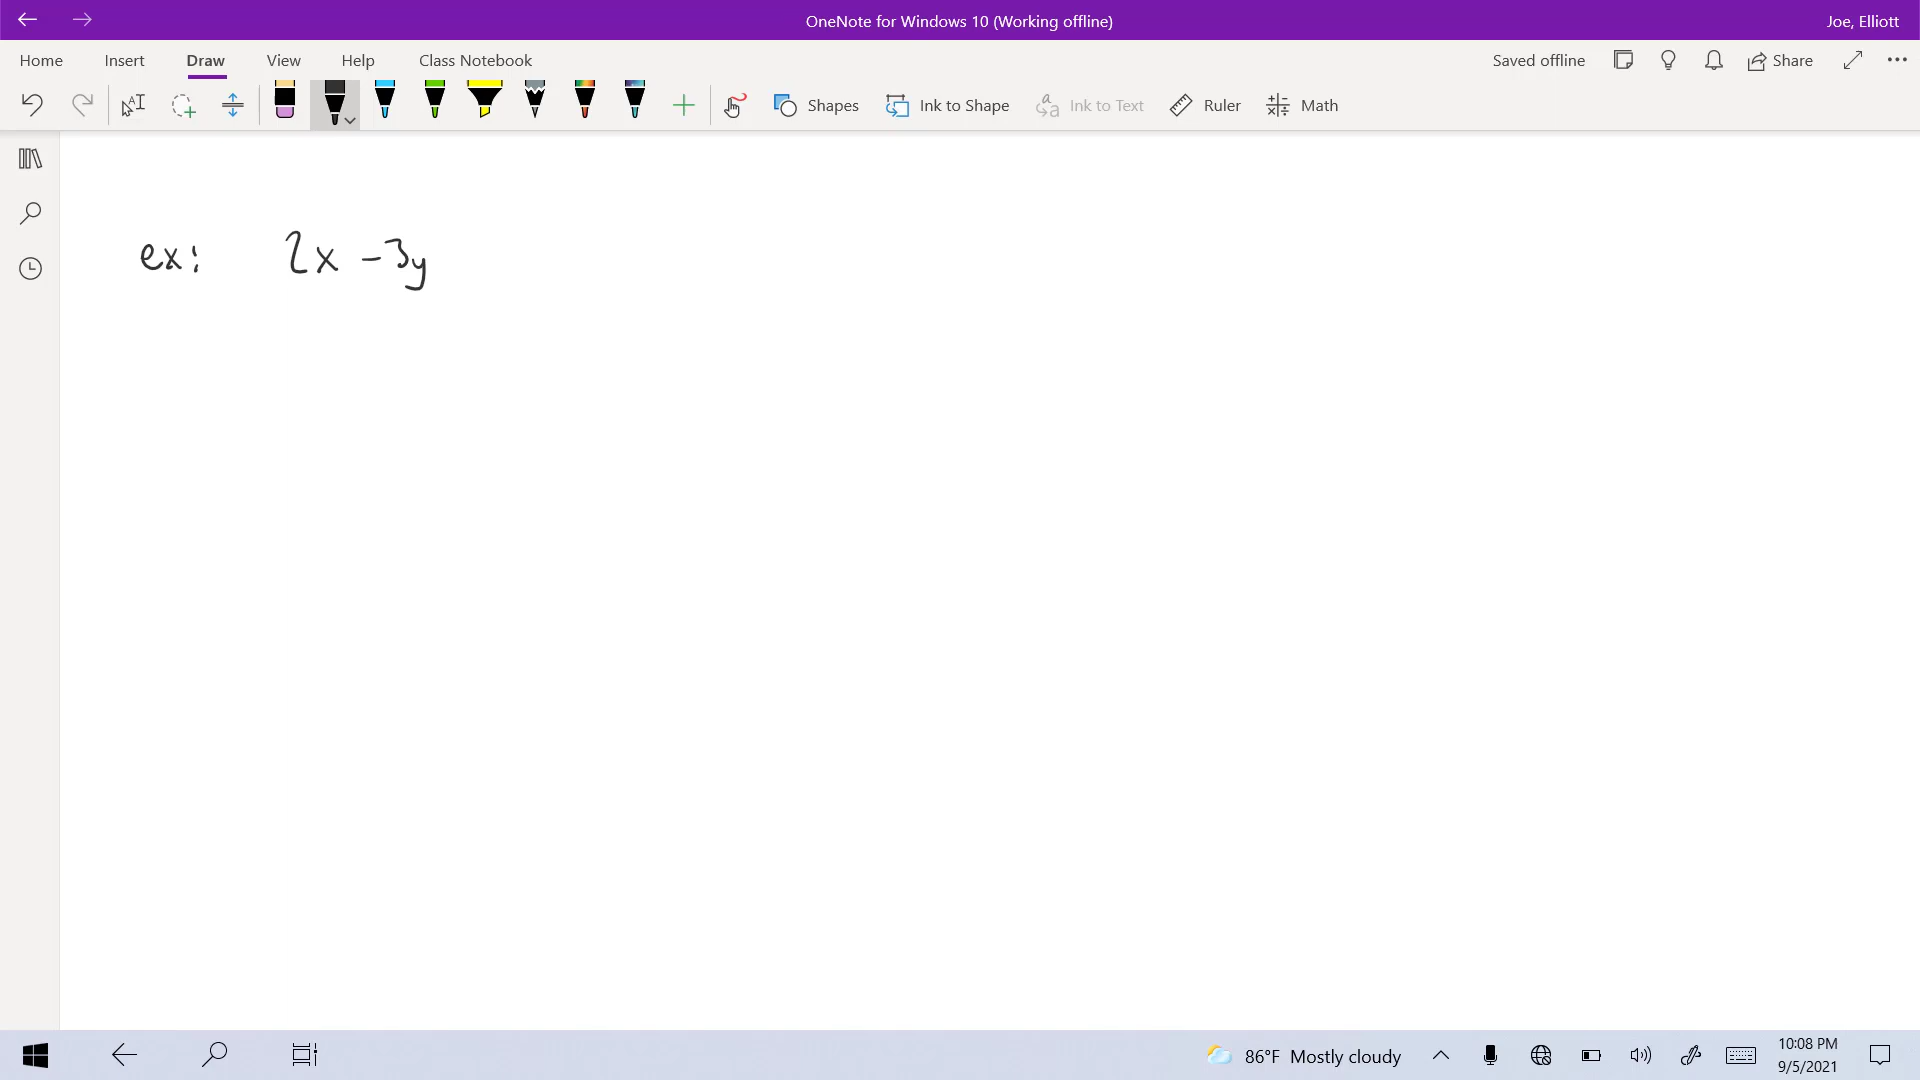 OneNote for Windows 10 (Working offline)
Joe, Elliott
Home Insert Draw View Help Class Notebook
Saved offline Share
Shapes Ink to Shape Ink to Text Ruler Math
ex: 2x -3y
86°F Mostly cloudy
10:08 PM
9/5/2021